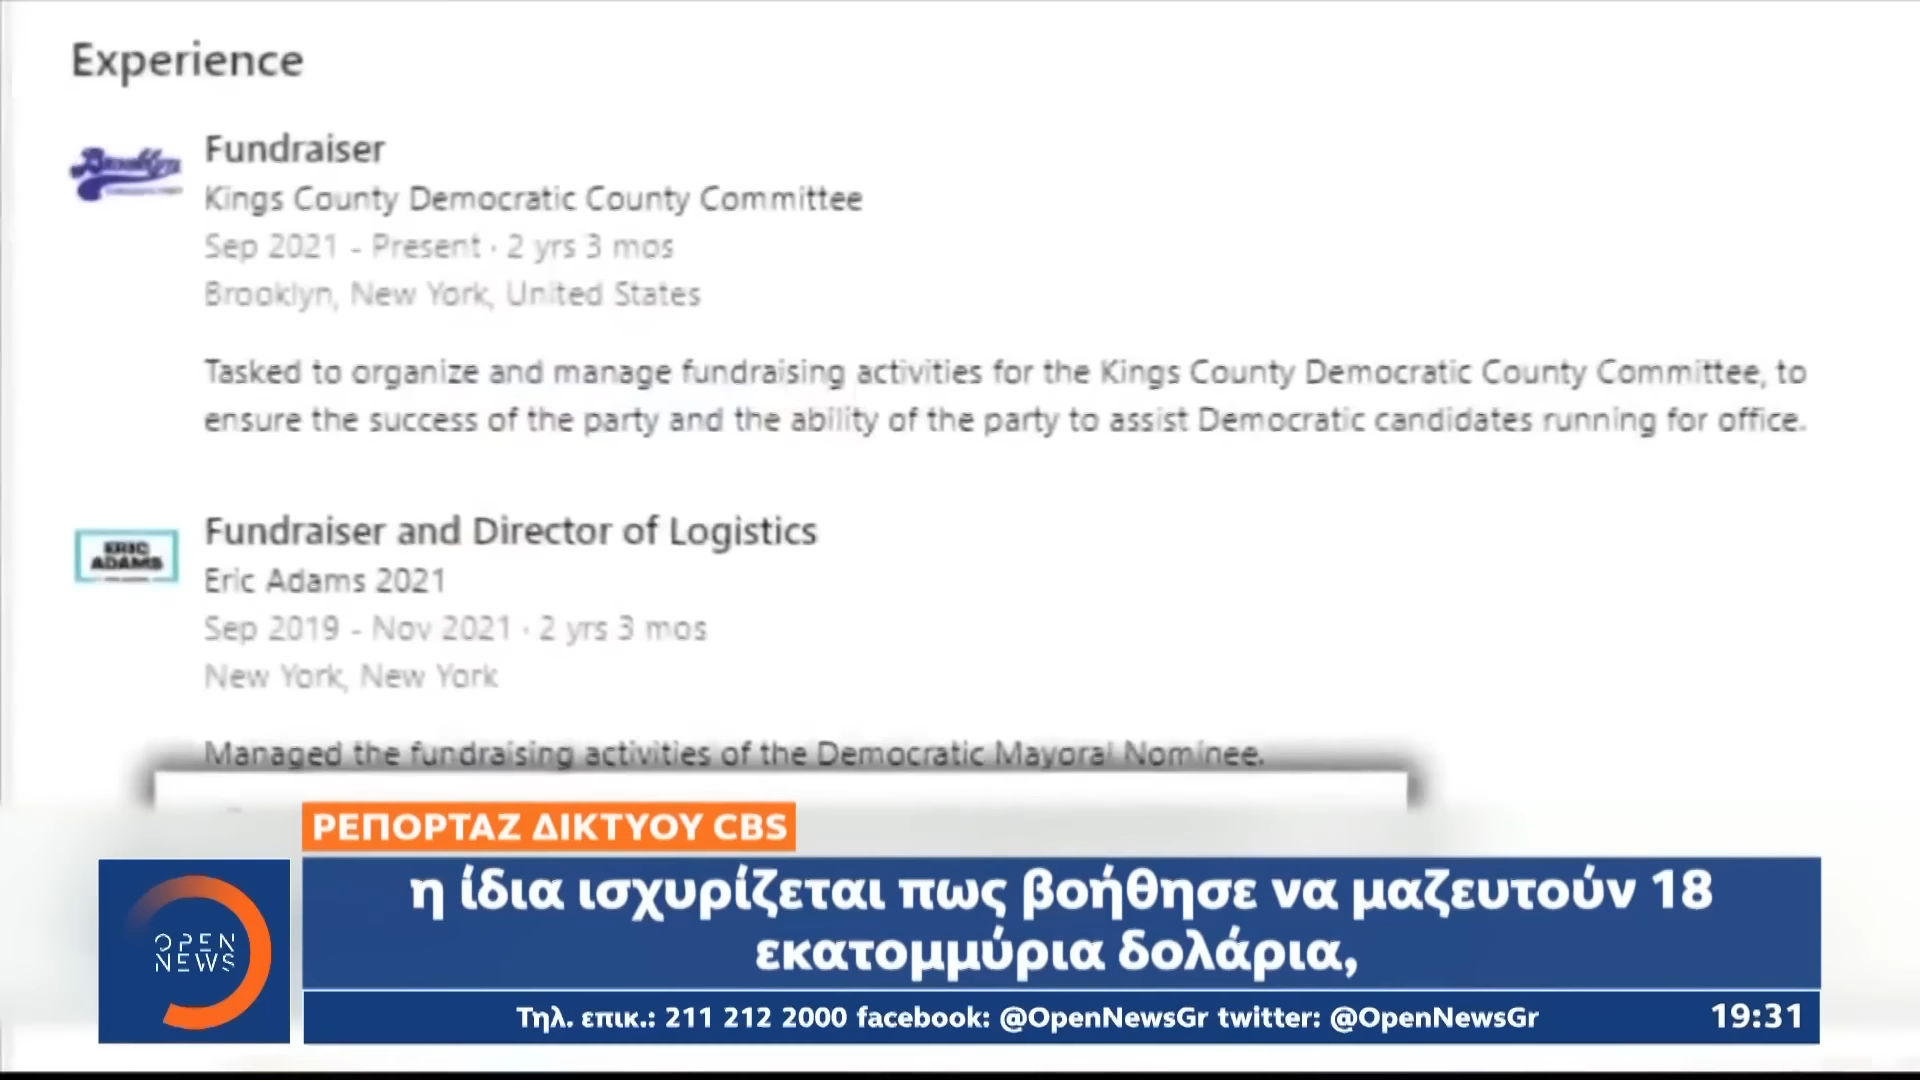 Experience
Brooklyn
Fundraiser
Kings County Democratic County Committee
Sep 2021 - Present · 2 yrs 3 mos
Brooklyn, New York, United States
Tasked to organize and manage fundraising activities for the Kings County Democratic County Committee, to
ensure the success of the party and the ability of the party to assist Democratic candidates running for office.
ERIC
ADAMS
Fundraiser and Director of Logistics
Eric Adams 2021
Sep 2019 - Nov 2021 · 2 yrs 3 mos
New York, New York
Managed the fundraising activities of the Democratic Mayoral Nominee.
ΡΕΠΟΡΤΑΖ ΔΙΚΤΥΟΥ CBS
OPEN
NEWS
η ίδια ισχυρίζεται πως βοήθησε να μαζευτούν 18
εκατομμύρια δολάρια,
Τηλ. επικ.: 211 212 2000 facebook: @OpenNewsGr twitter: @OpenNewsGr
19:31